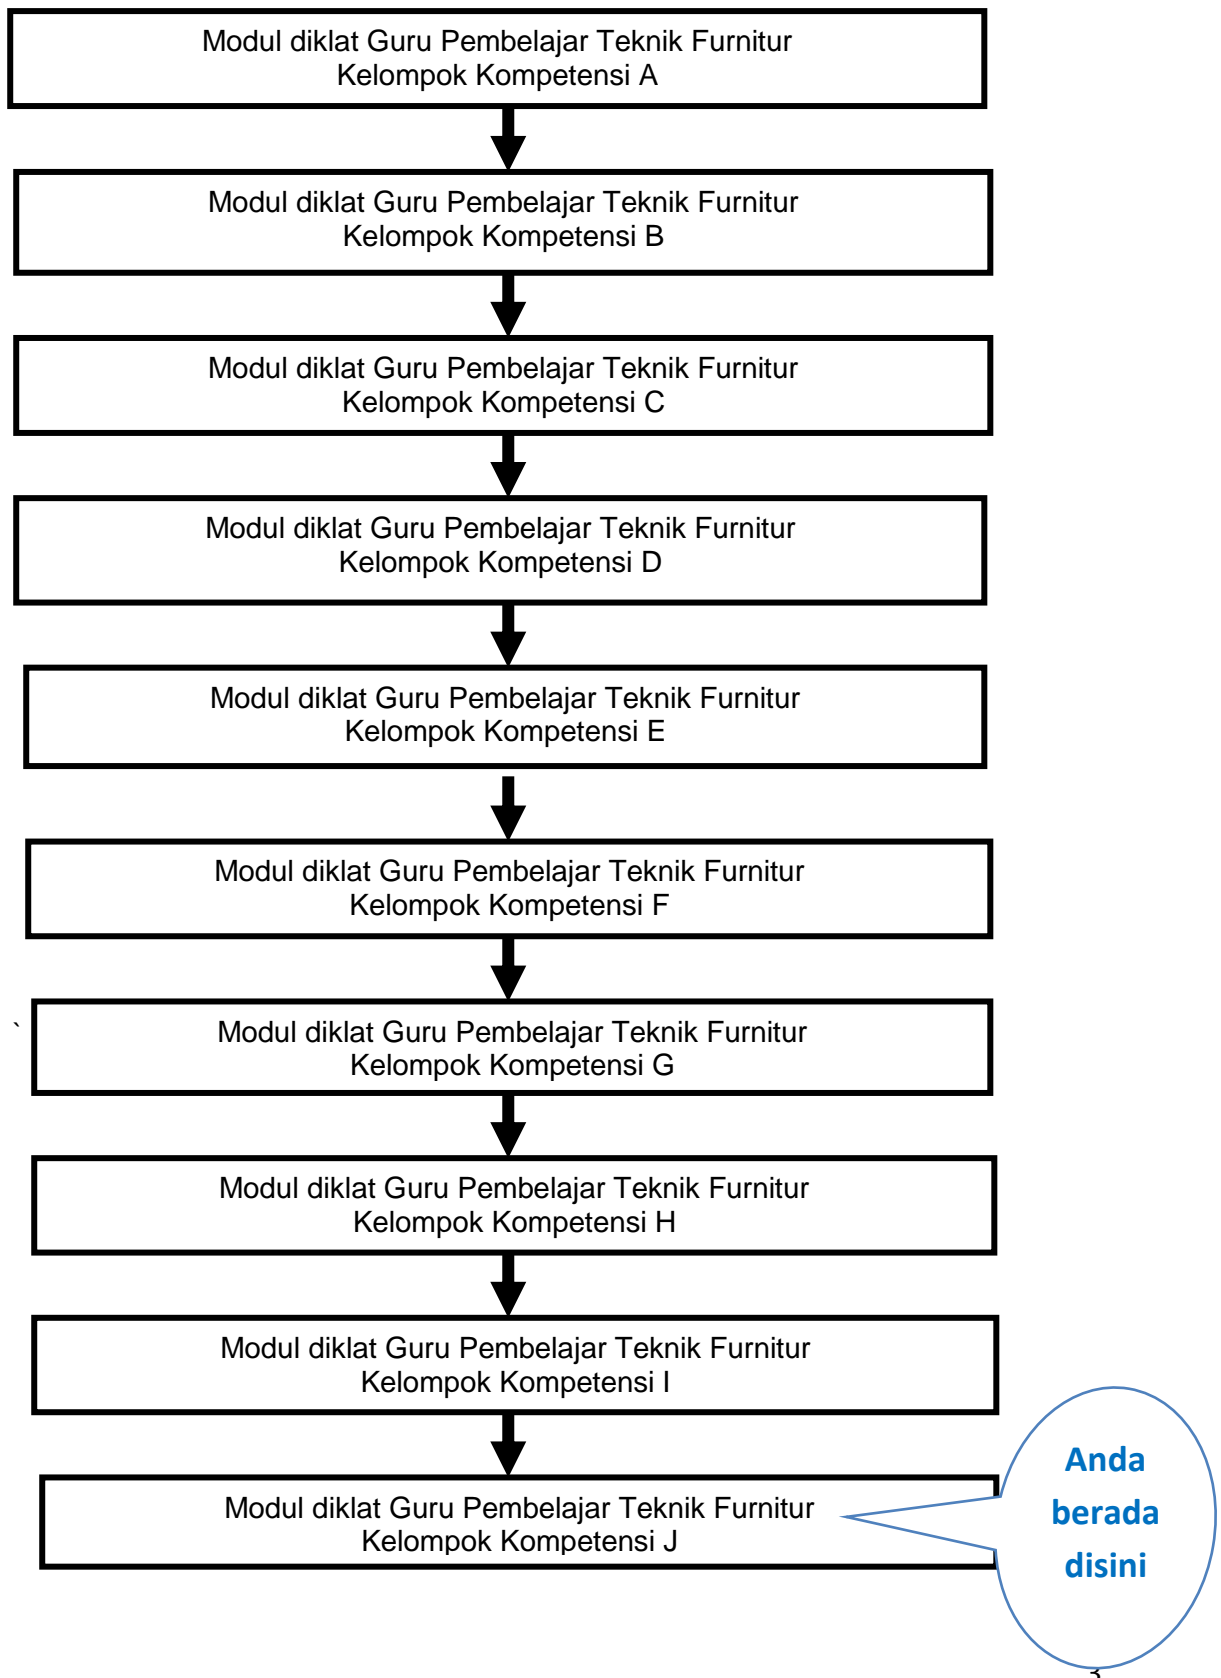 Modul diklat Guru Pembelajar Teknik Furnitur
Kelompok Kompetensi A
Modul diklat Guru Pembelajar Teknik Furnitur
Kelompok Kompetensi B
Modul diklat Guru Pembelajar Teknik Furnitur
Kelompok Kompetensi C
Modul diklat Guru Pembelajar Teknik Furnitur
Kelompok Kompetensi D
Modul diklat Guru Pembelajar Teknik Furnitur
Kelompok Kompetensi E
Modul diklat Guru Pembelajar Teknik Furnitur
Kelompok Kompetensi F
`
Modul diklat Guru Pembelajar Teknik Furnitur
Kelompok Kompetensi G
Modul diklat Guru Pembelajar Teknik Furnitur
Kelompok Kompetensi H
Modul diklat Guru Pembelajar Teknik Furnitur
Kelompok Kompetensi I
Modul diklat Guru Pembelajar Teknik Furnitur
Kelompok Kompetensi J
Anda
berada
disini